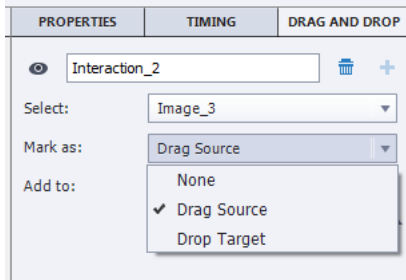 PROPERTIES TIMING DRAG AND DROP
Interaction_2
Select: Image_3
Mark as: Drag Source
Add to: None
Drag Source
Drop Target